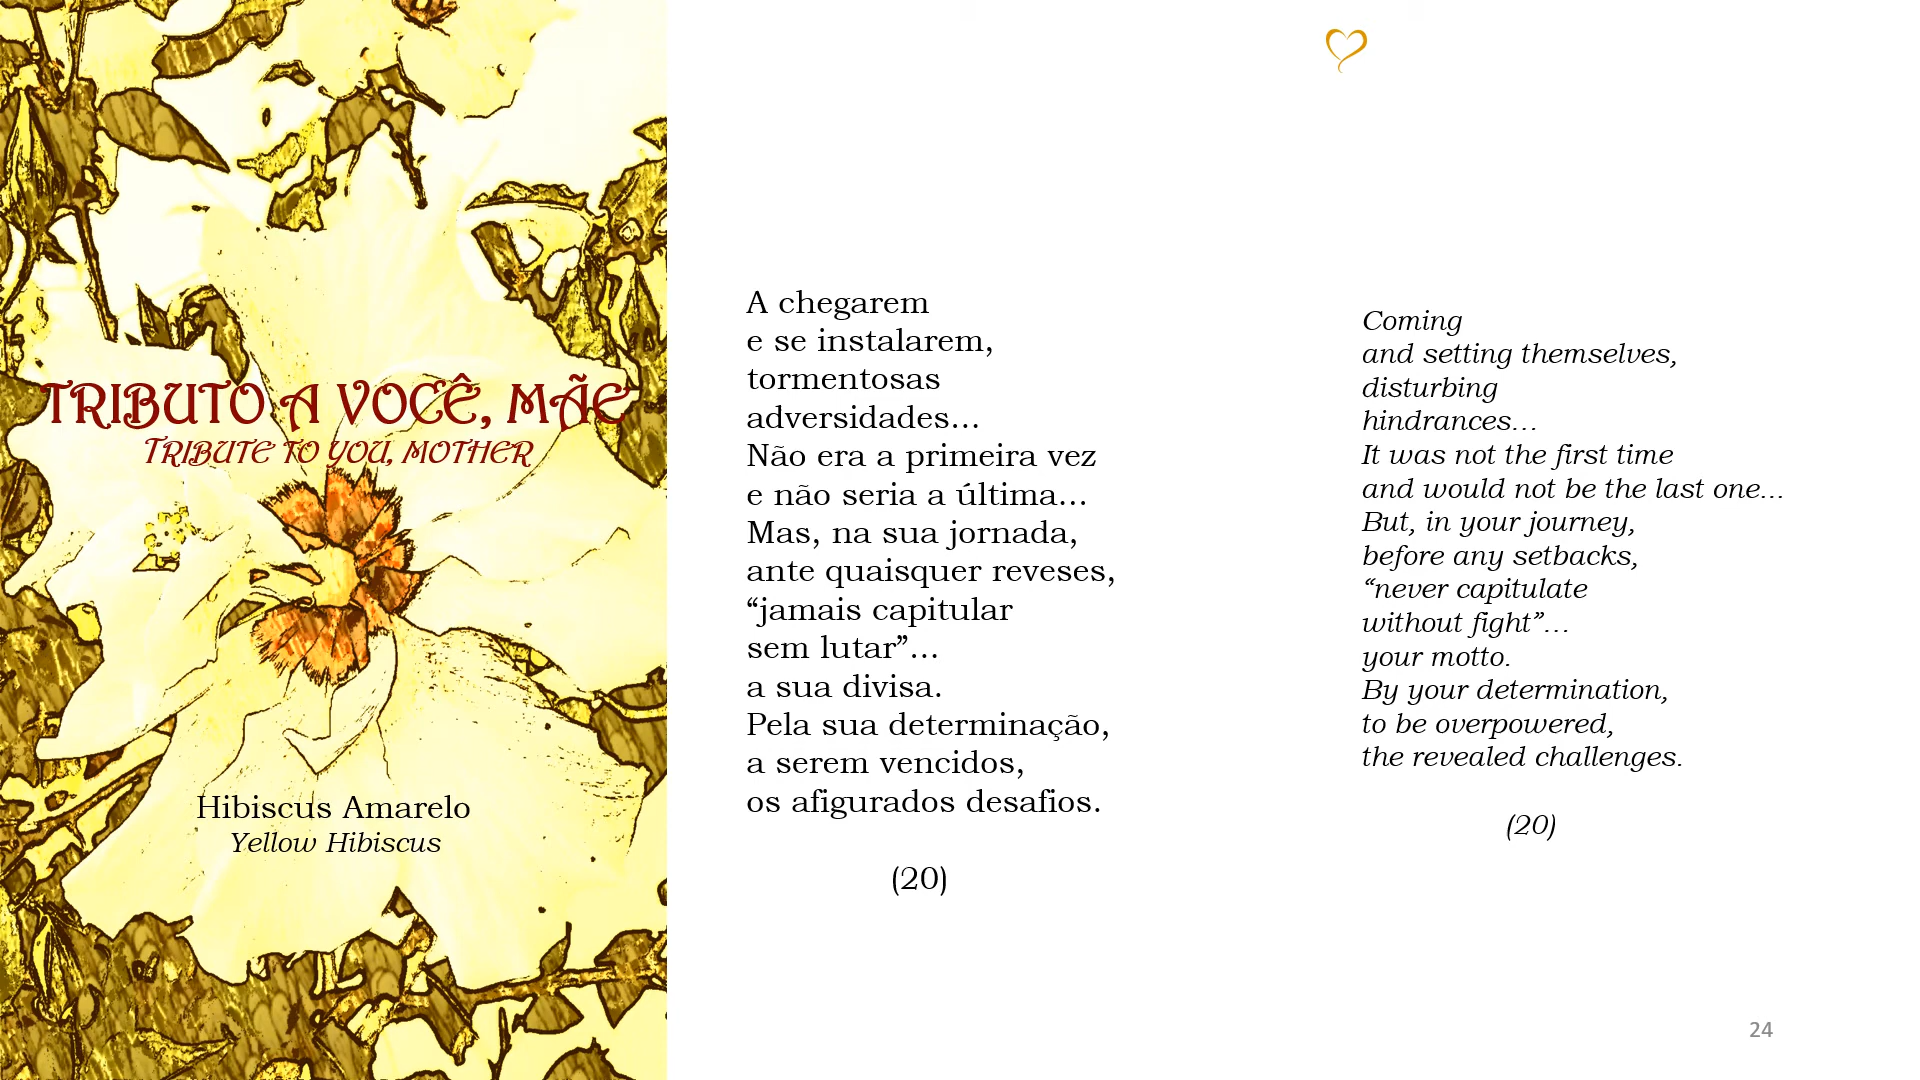 TRIBUTO A VOCÊ, MÃE
TRIBUTE TO YOU, MOTHER
Hibiscus Amarelo
Yellow Hibiscus
A chegarem
e se instalarem,
tormentosas
adversidades...
Não era a primeira vez
e não seria a última...
Mas, na sua jornada,
ante quaisquer reveses,
“jamais capitular
sem lutar”...
a sua divisa.
Pela sua determinação,
a serem vencidos,
os afigurados desafios.
(20)
Coming
and setting themselves,
disturbing
hindrances...
It was not the first time
and would not be the last one...
But, in your journey,
before any setbacks,
“never capitulate
without fight”...
your motto.
By your determination,
to be overpowered,
the revealed challenges.
(20)
24